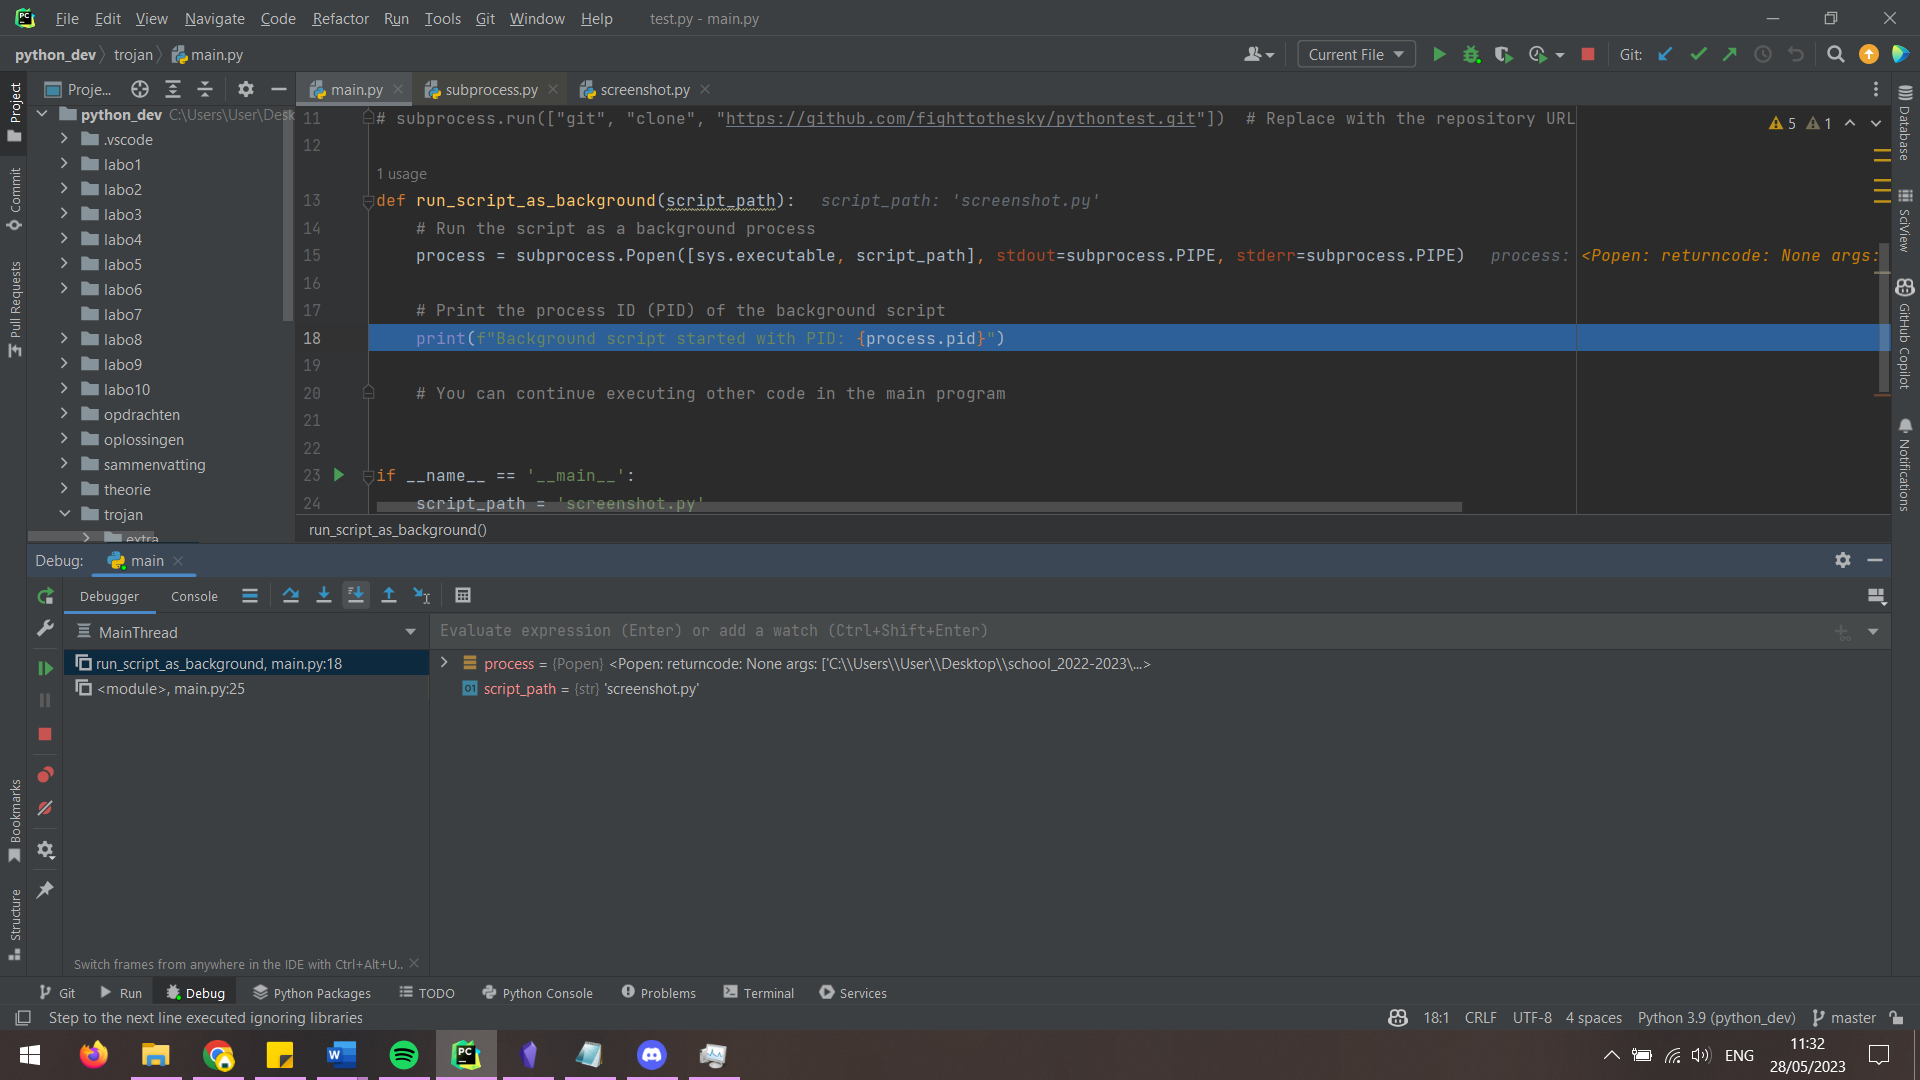 File Edit View Navigate Code Refactor Run Tools Git Window Help test.py - main.py
python_dev trojan main.py Current File Git:
Proje... main.py subprocess.py screenshot.py
Project
Commit
Pull Requests
Bookmarks
Structure
python_dev C:\Users\User\Desk
.vscode
labo1
labo2
labo3
labo4
labo5
labo6
labo7
labo8
labo9
labo10
opdrachten
oplossingen
sammenvatting
theorie
trojan
extra
11 # subprocess.run(["git", "clone", "https://github.com/fighttothesky/pythontest.git"]) # Replace with the repository URL
12
1 usage
13 def run_script_as_background(script_path): script_path: 'screenshot.py'
14 # Run the script as a background process
15 process = subprocess.Popen([sys.executable, script_path], stdout=subprocess.PIPE, stderr=subprocess.PIPE) process: <Popen: returncode: None args:
16
17 # Print the process ID (PID) of the background script
18 print(f"Background script started with PID: {process.pid}")
19
20 # You can continue executing other code in the main program
21
22
23 if __name__ == '__main__':
24 script_path = 'screenshot.py'
run_script_as_background()
5 1
Database
SciView
GitHub Copilot
Notifications
Debug: main
Debugger Console
MainThread
Evaluate expression (Enter) or add a watch (Ctrl+Shift+Enter)
run_script_as_background, main.py:18
<module>, main.py:25
process = {Popen} <Popen: returncode: None args: ['C:\\Users\\User\\Desktop\\school_2022-2023\...>
script_path = {str} 'screenshot.py'
Switch frames from anywhere in the IDE with Ctrl+Alt+U..
Git Run Debug Python Packages TODO Python Console Problems Terminal Services
Step to the next line executed ignoring libraries 18:1 CRLF UTF-8 4 spaces Python 3.9 (python_dev) master
ENG
11:32
28/05/2023